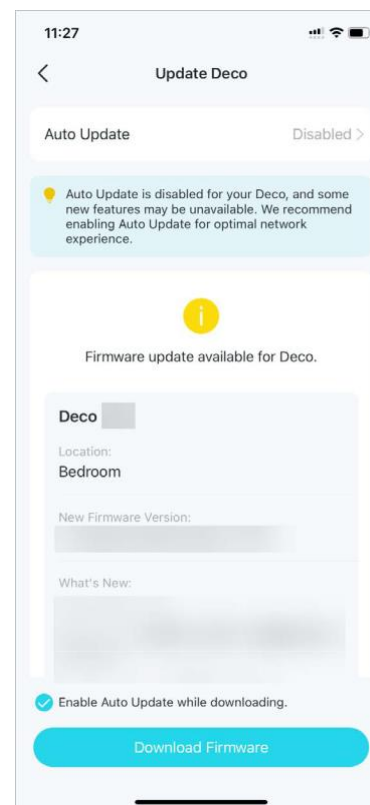 11:27
Update Deco
Auto Update
Disabled >
Auto Update is disabled for your Deco, and some
new features may be unavailable. We recommend
enabling Auto Update for optimal network
experience.
Firmware update available for Deco.
Deco
Location:
Bedroom
New Firmware Version:
What's New:
Enable Auto Update while downloading.
Download Firmware